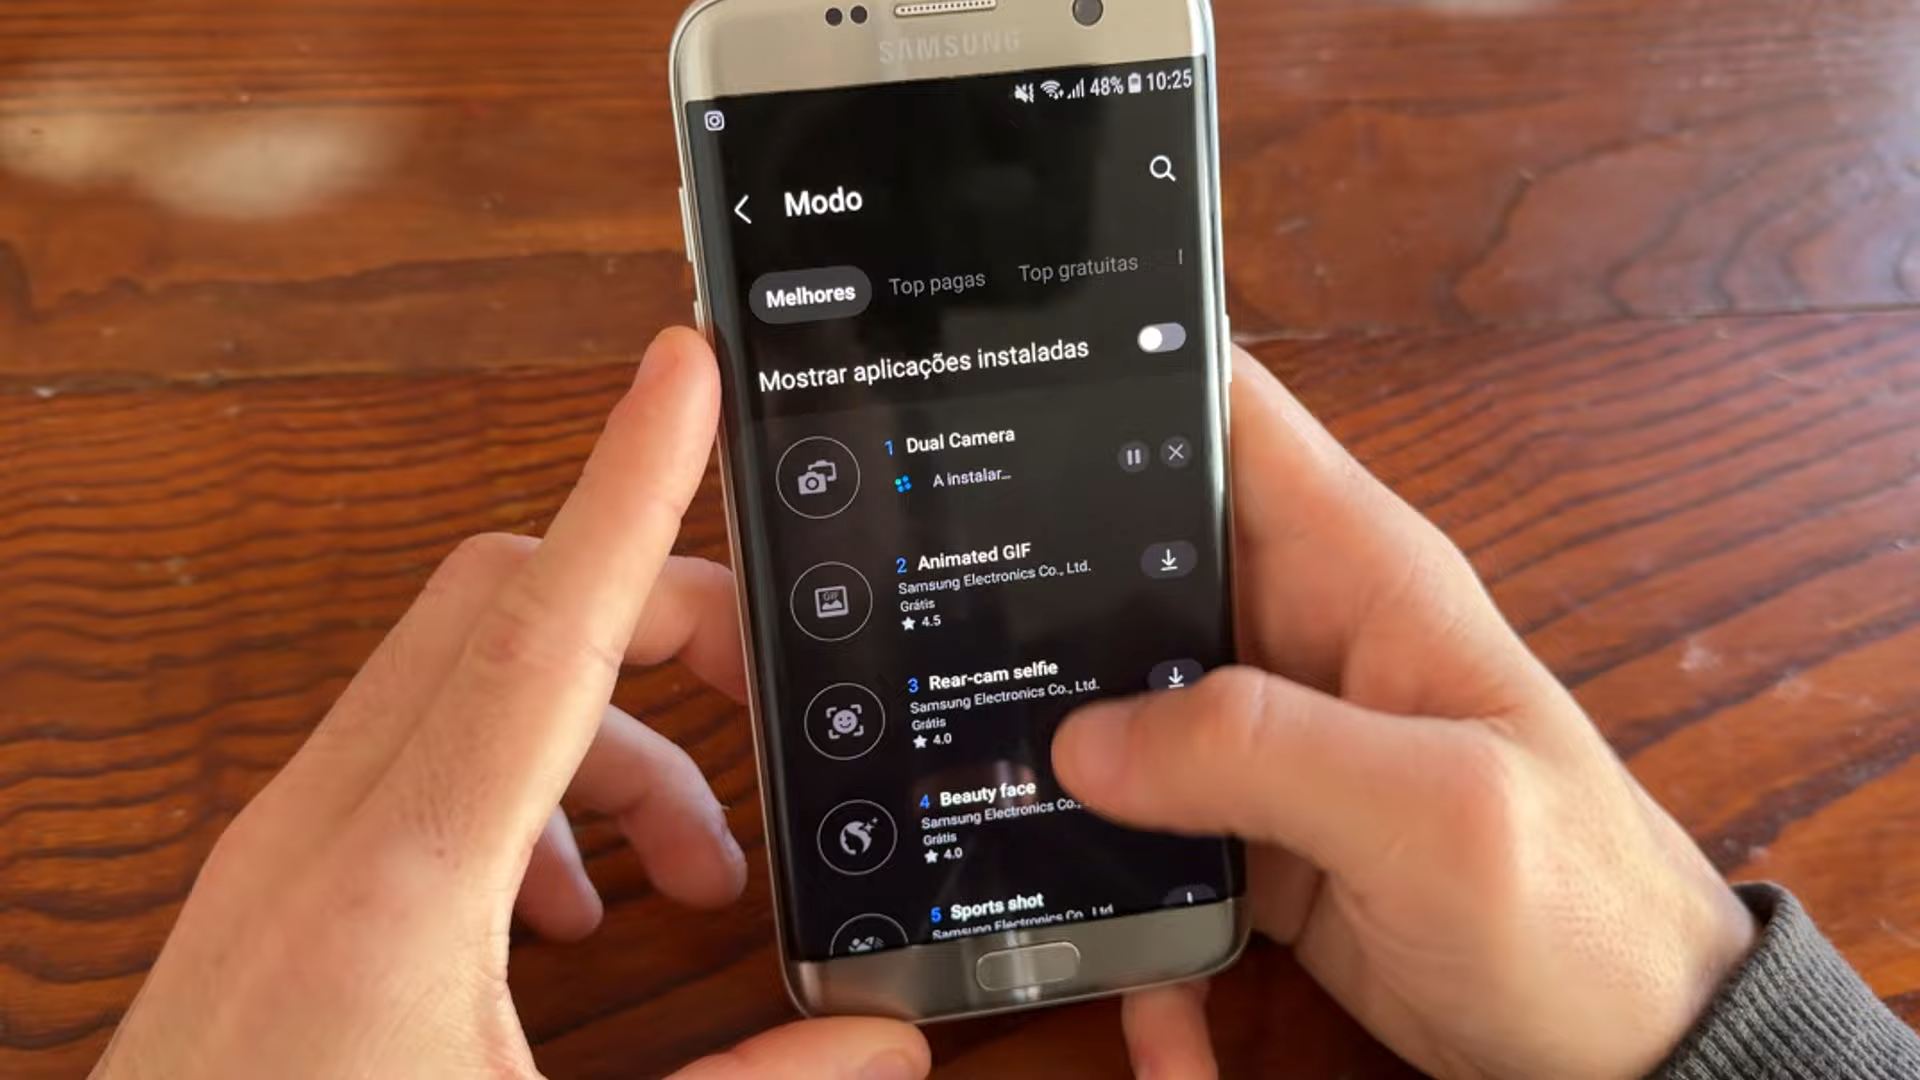 SAMSUNG
48% 10:25
Modo
Melhores Top pagas Top gratuitas
Mostrar aplicações instaladas
1 Dual Camera
A instalar...
2 Animated GIF
Samsung Electronics Co., Ltd.
Grátis
4.5
GIF
3 Rear-cam selfie
Samsung Electronics Co., Ltd.
Grátis
4.0
4 Beauty face
Samsung Electronics Co.,
Grátis
4.0
5 Sports shot
Samsung Electronics Co., Ltd.